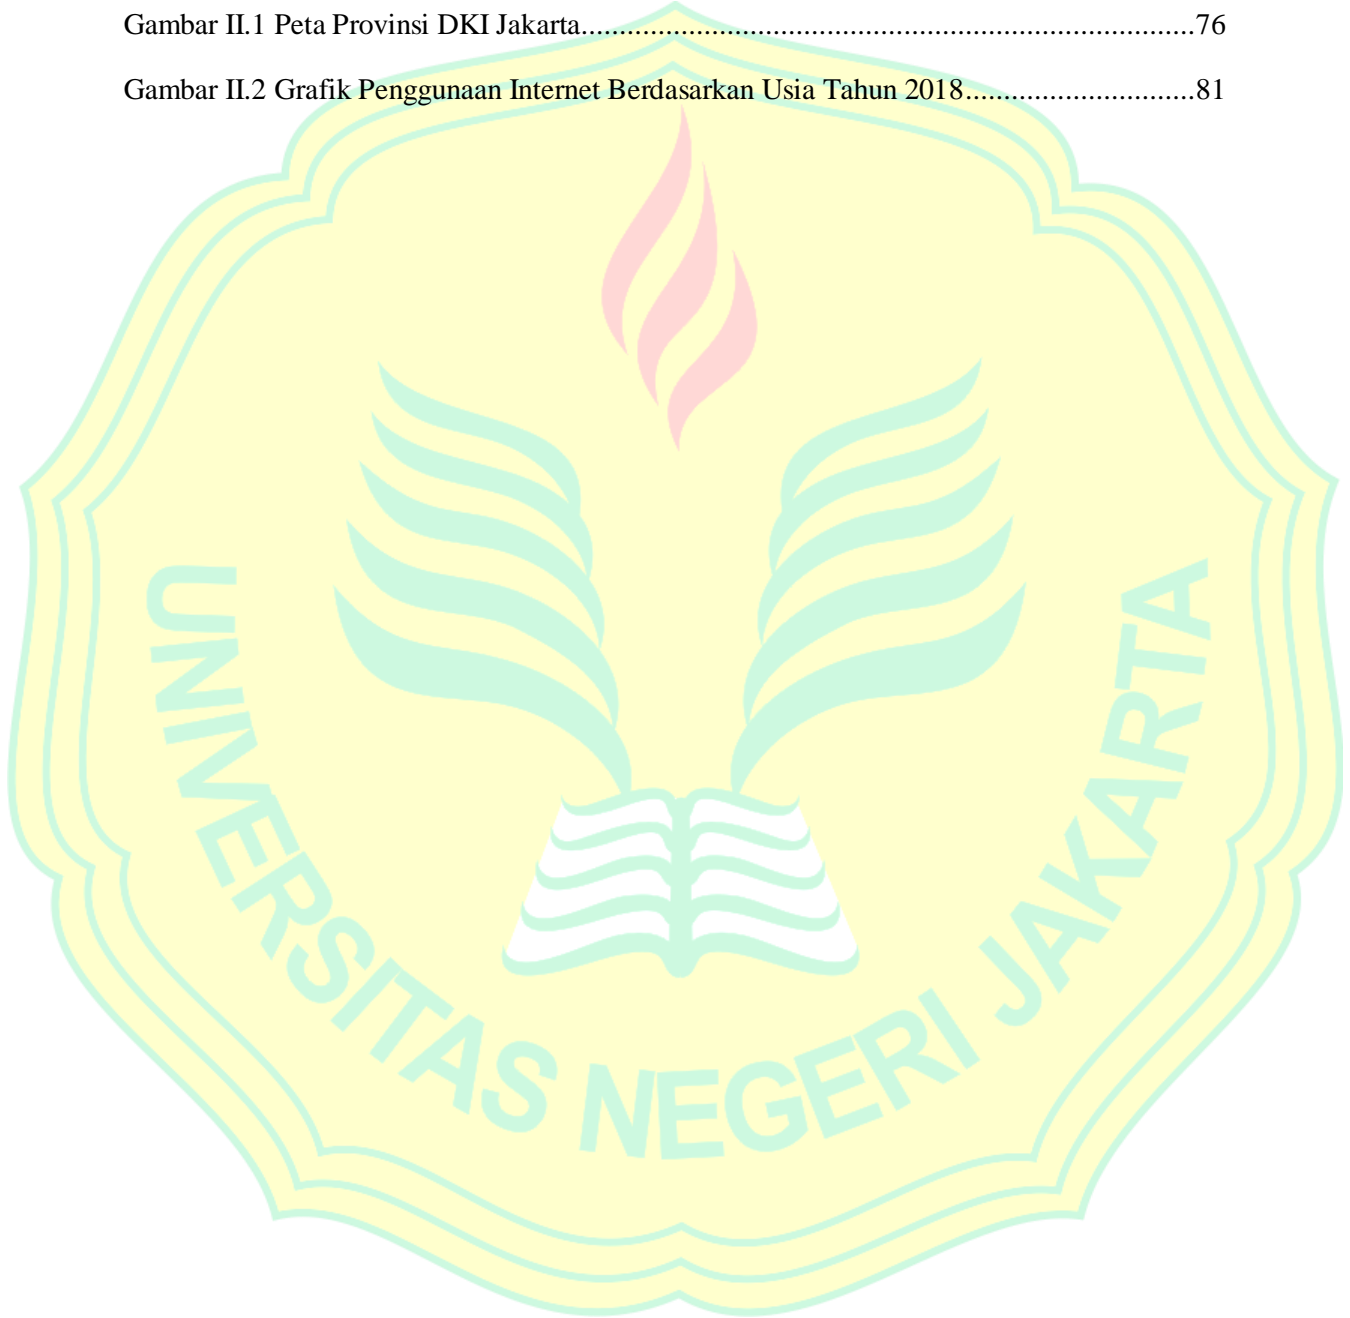 Gambar II.1 Peta Provinsi DKI Jakarta.................................................................................76
Gambar II.2 Grafik Penggunaan Internet Berdasarkan Usia Tahun 2018..............................81
UNIVERSITAS NEGERI JAKARTA